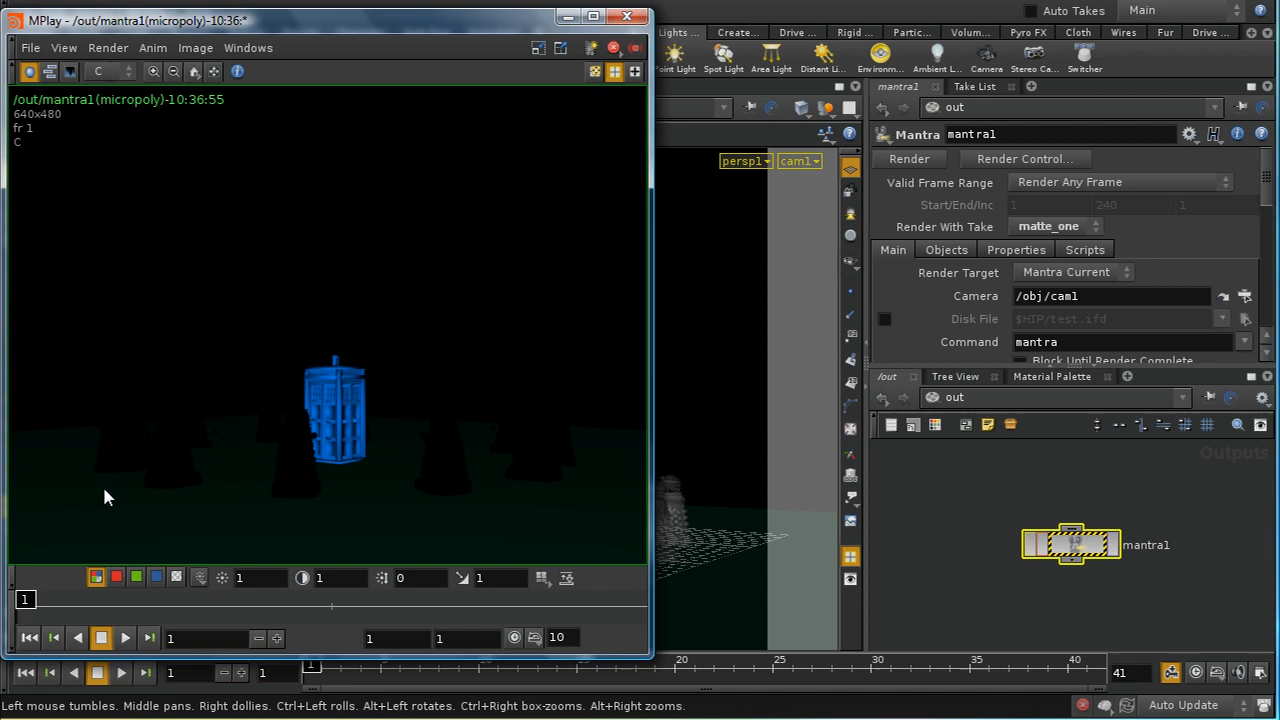 MPlay - /out/mantra1(micropoly)-10:36:*
File View Render Anim Image Windows
C
/out/mantra1(micropoly)-10:36:55
640x480
fr 1
C
1 1 0 1
1
1 1 1 10
Auto Takes Main
Lights ... Create... Drive ... Rigid ... Partic... Volum... Pyro FX Cloth Wires Fur Drive ...
Point Light Spot Light Area Light Distant Li... Environm... Ambient L... Camera Stereo Ca... Switcher
persp1 cam1
mantra1 Take List
out
Mantra mantra1
Render Render Control...
Valid Frame Range Render Any Frame
Start/End/Inc 1 240 1
Render With Take matte_one
Main Objects Properties Scripts
Render Target Mantra Current
Camera /obj/cam1
Disk File $HIP/test.ifd
Command mantra
Block Until Render Complete
/out Tree View Material Palette
out
Outputs
mantra1
1 1 1 20 25 30 35 40 41
Left mouse tumbles. Middle pans. Right dollies. Ctrl+Left rolls. Alt+Left rotates. Ctrl+Right box-zooms. Alt+Right zooms.
Auto Update